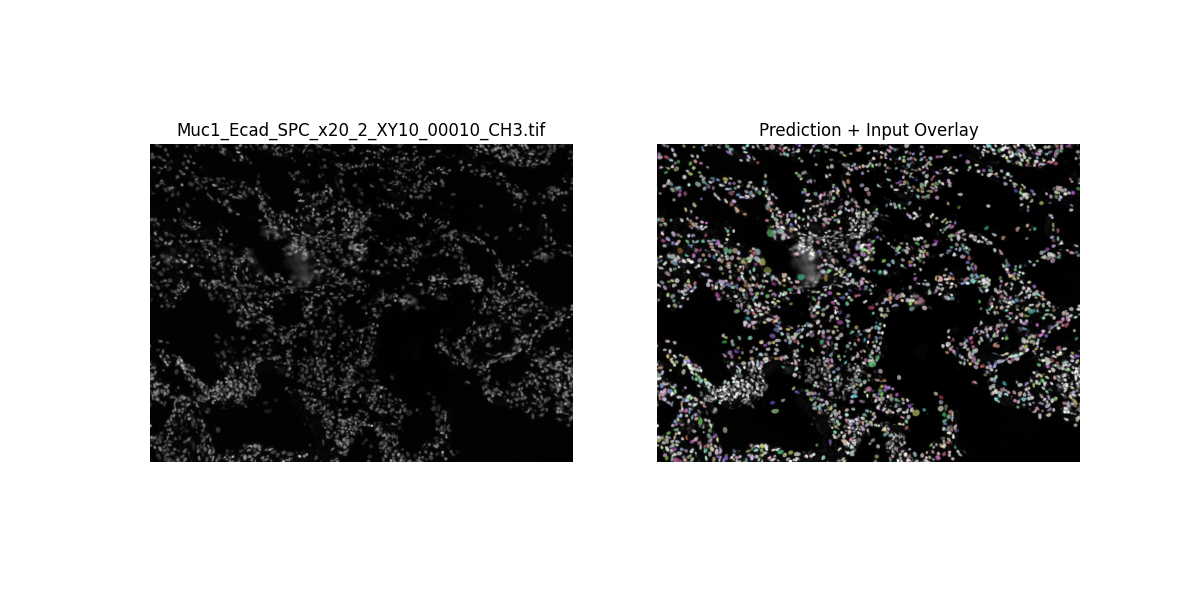 Muc1_Ecad_SPC_x20_2_XY10_00010_CH3.tif
Prediction + Input Overlay